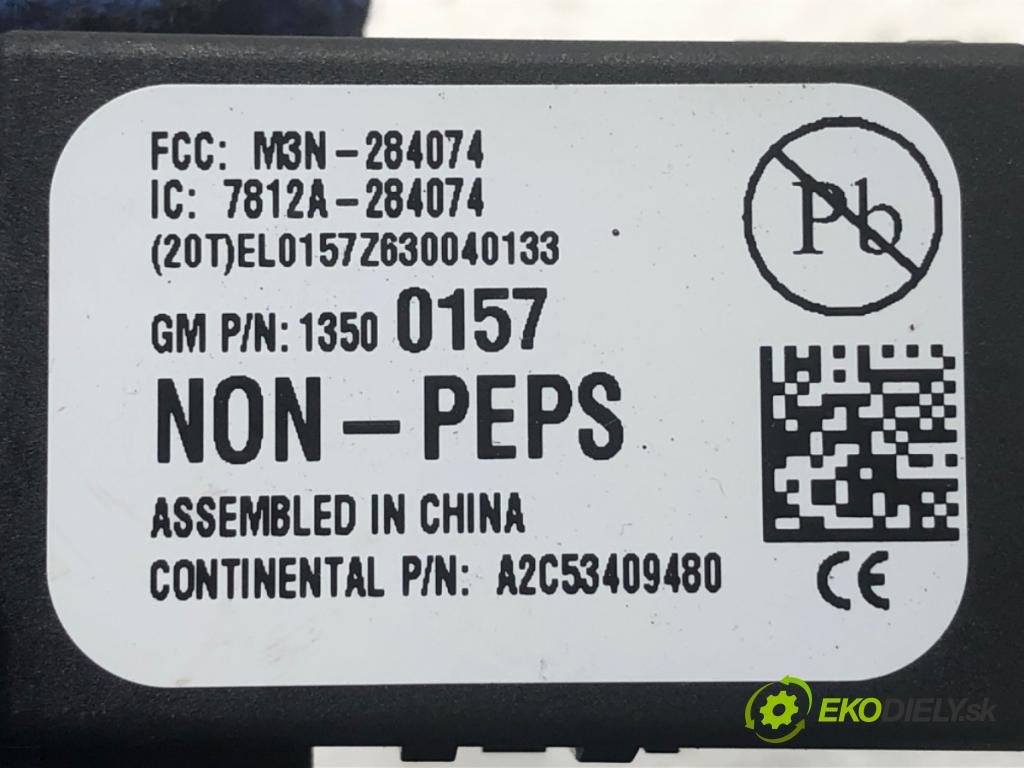 FCC: M3N-284074
IC: 7812A-284074
(20T)EL0157Z630040133
GM P/N: 1350 0157
NON-PEPS
ASSEMBLED IN CHINA
CONTINENTAL P/N: A2C53409480
Pb
CE
EKODIELY.sk